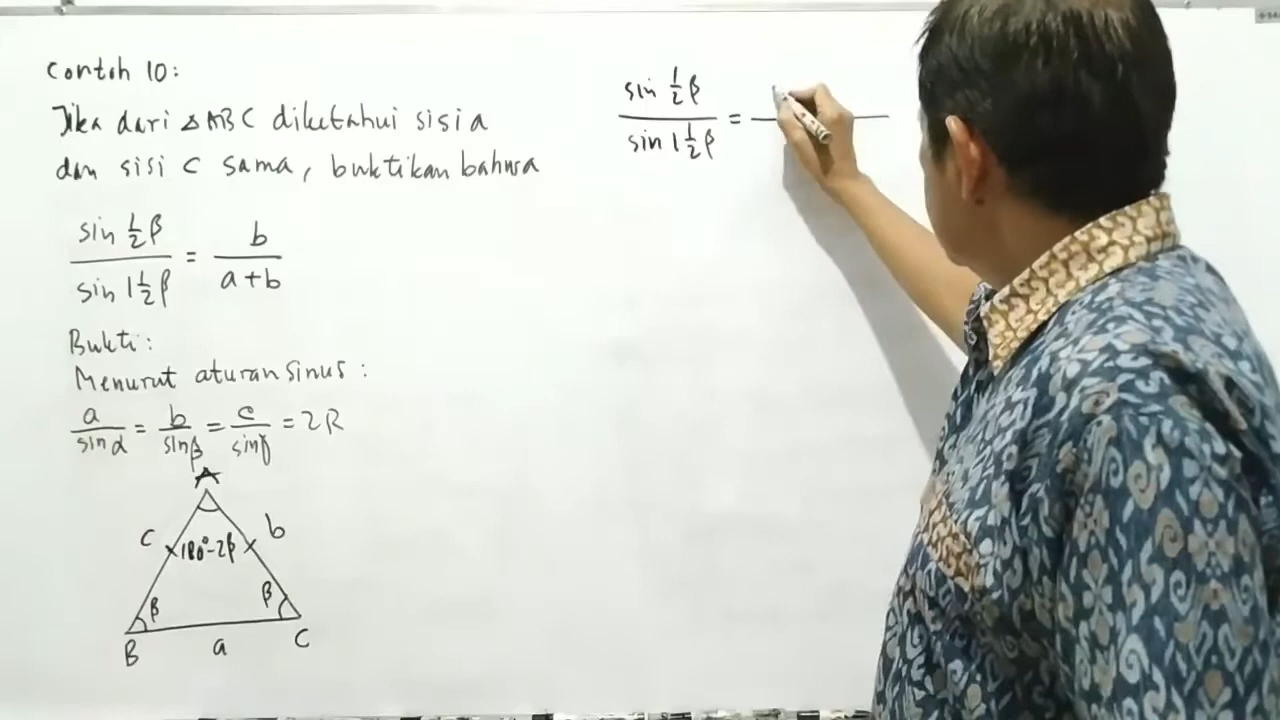 Contoh 10:
Jika dari △ABC diketahui sisi a
dan sisi C sama, buktikan bahwa
sin ½β / sin 1½β = b / a+b
Bukti:
Menurut aturan sinus:
a / sin α = b / sin β = c / sin γ = 2R
A
c b
180°-2β
β β
B a C
sin ½β / sin 1½β =